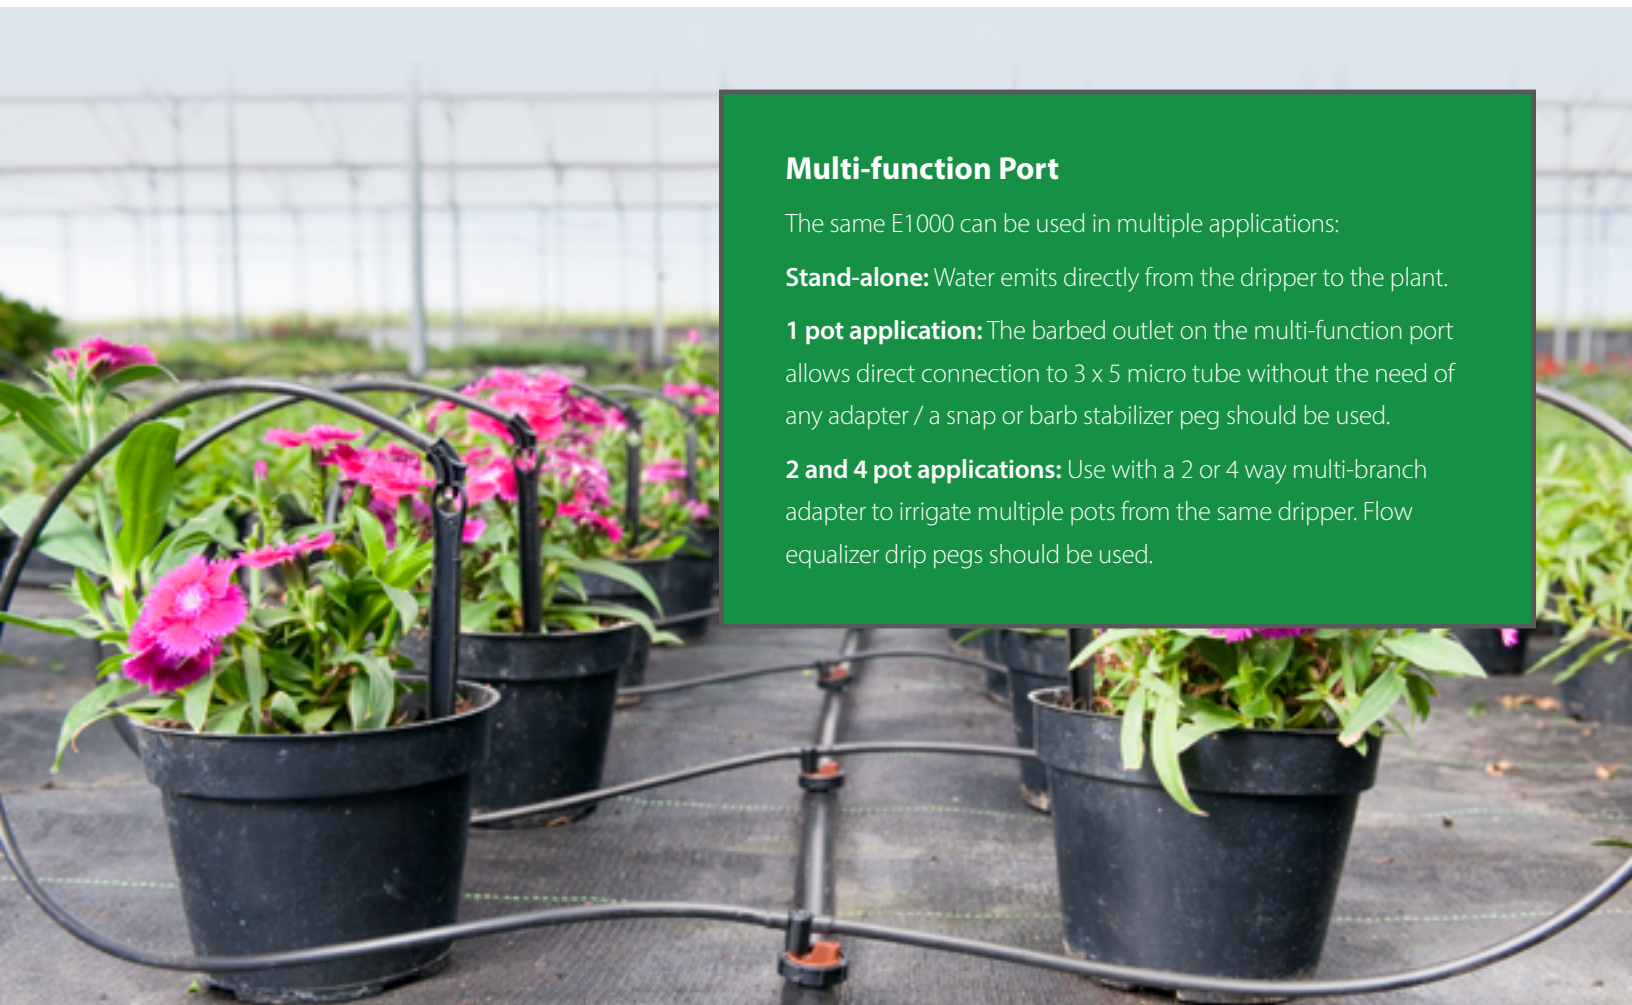 Multi-function Port
The same E1000 can be used in multiple applications:
Stand-alone: Water emits directly from the dripper to the plant.
1 pot application: The barbed outlet on the multi-function port
allows direct connection to 3 x 5 micro tube without the need of
any adapter / a snap or barb stabilizer peg should be used.
2 and 4 pot applications: Use with a 2 or 4 way multi-branch
adapter to irrigate multiple pots from the same dripper. Flow
equalizer drip pegs should be used.